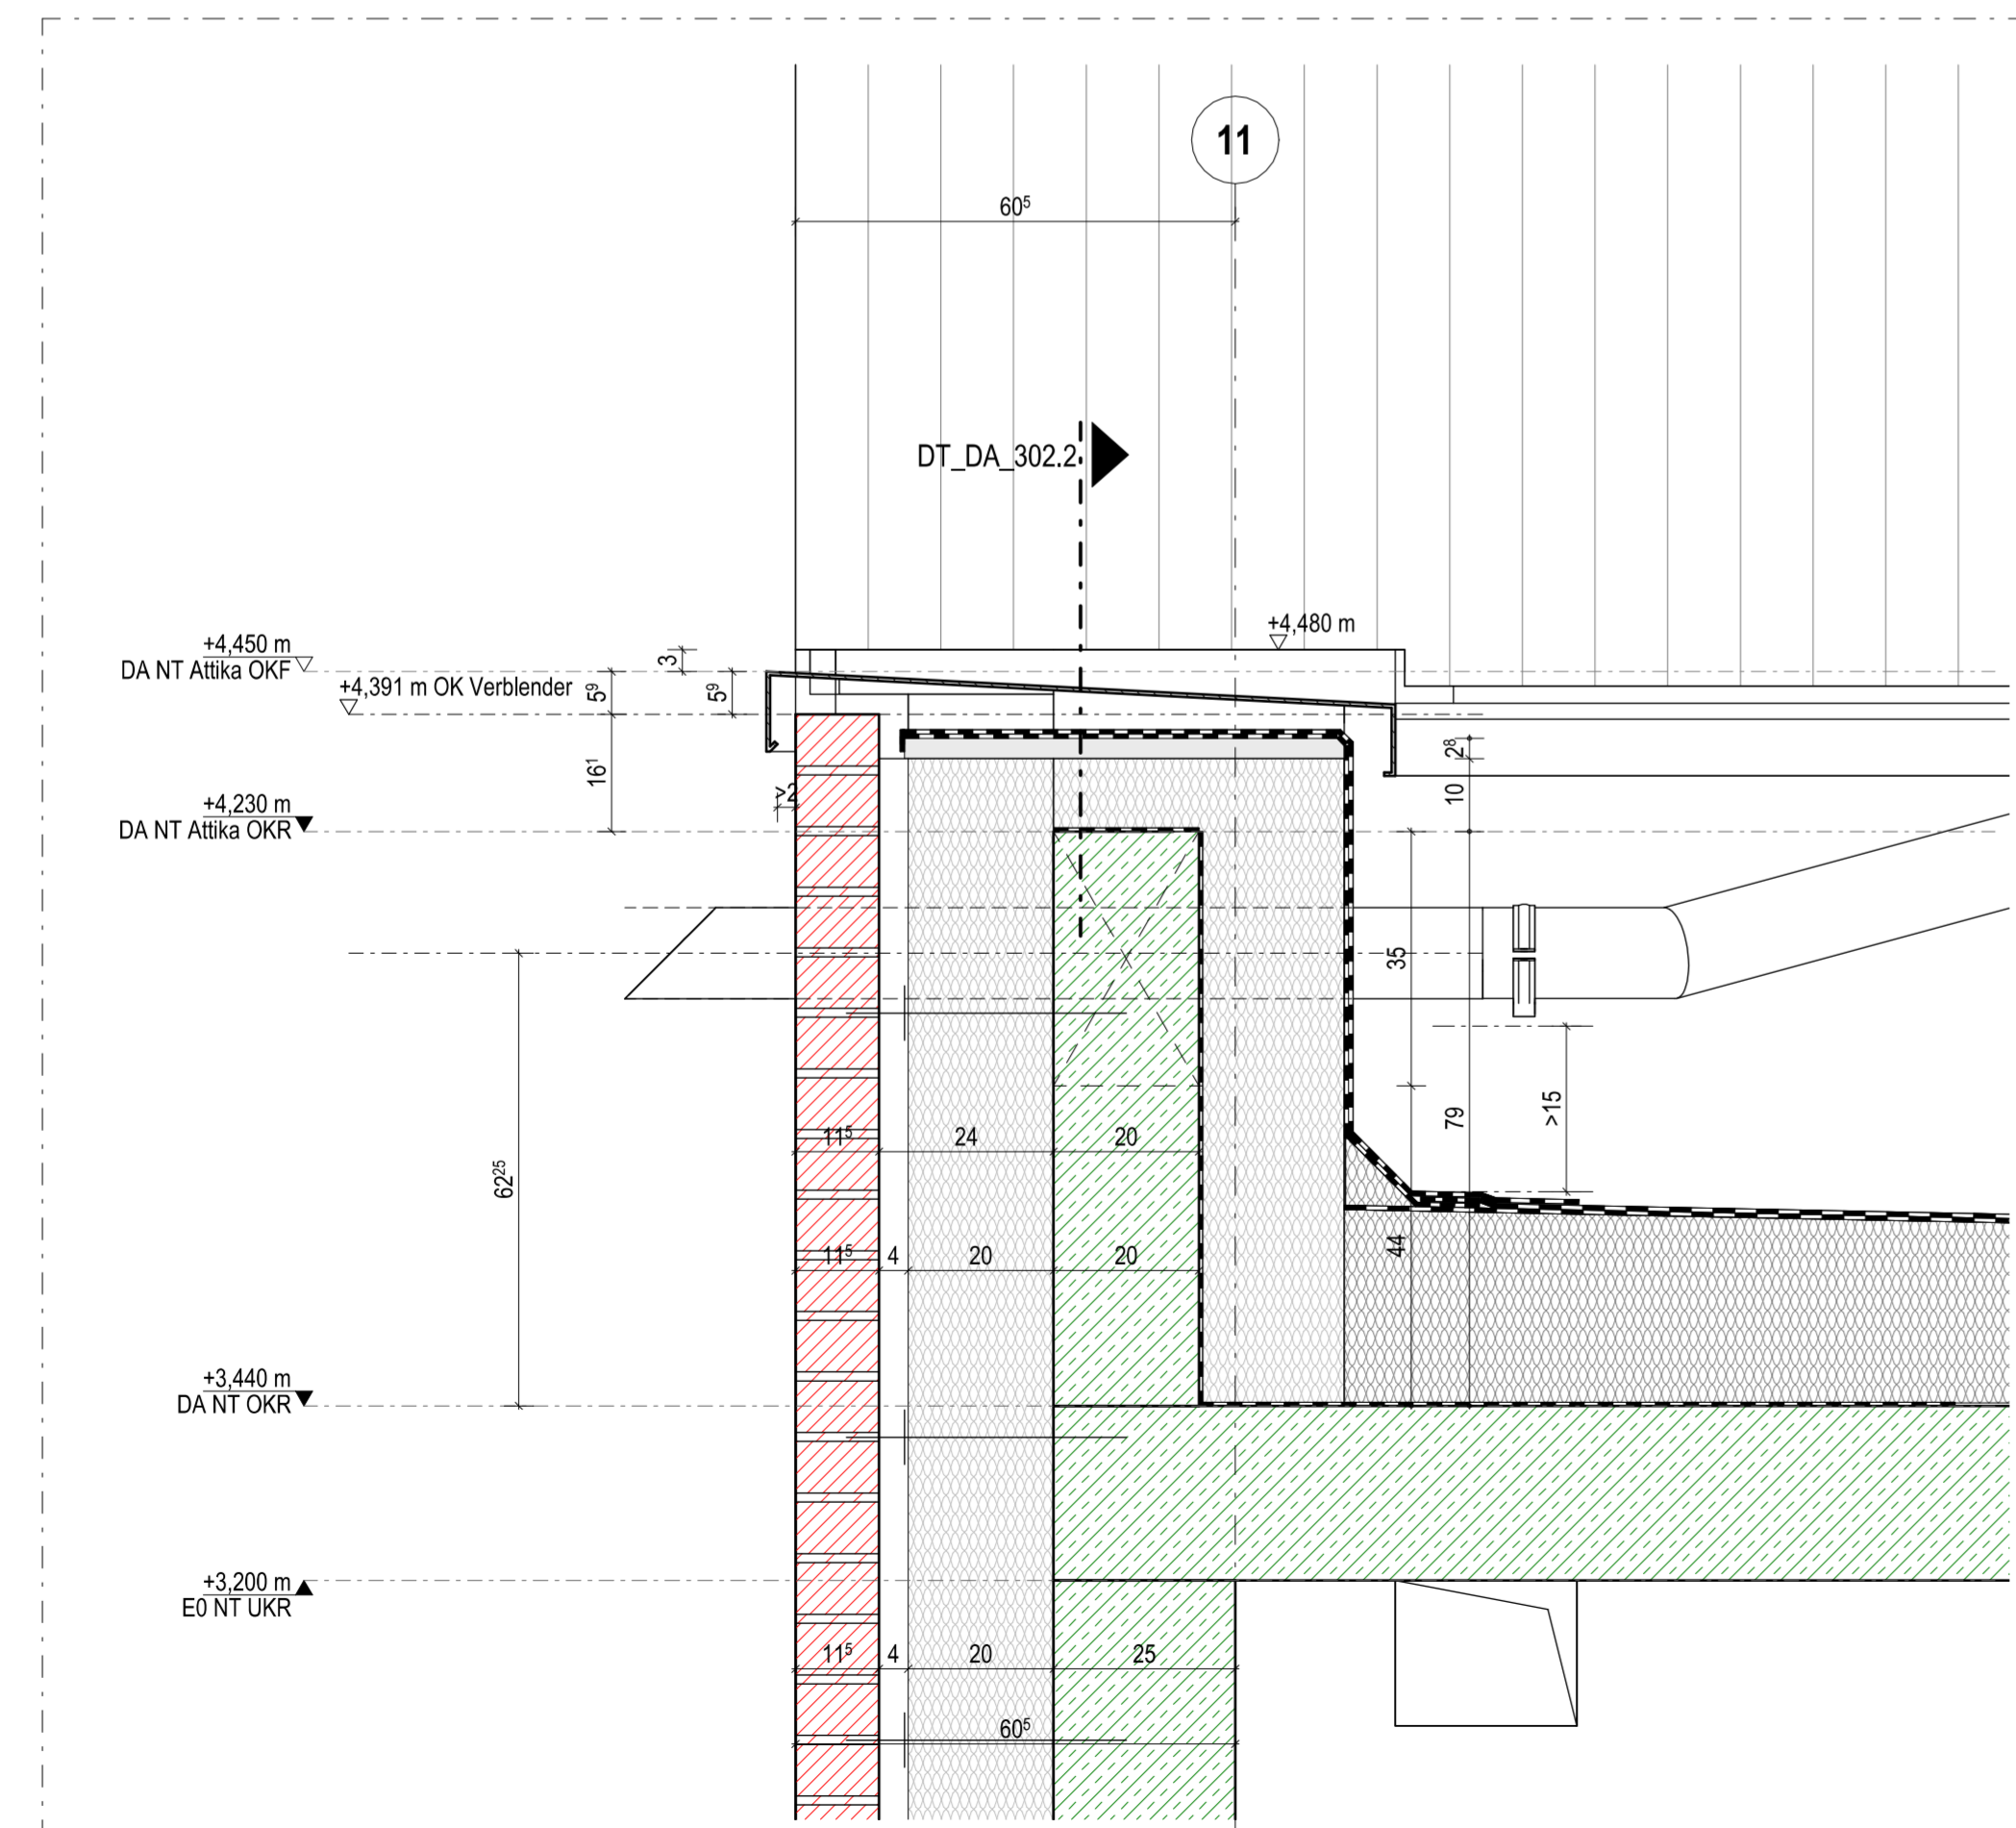 11
60⁵
DT_DA_302.2
+4,480 m
+4,450 m
DA NT Attika OKF
3
5⁹
5⁹
+4,391 m OK Verblender
16¹
2⁸
>2
10
+4,230 m
DA NT Attika OKR
35
79
>15
11⁵ 24 20
62²⁵
44
11⁵ 4 20 20
+3,440 m
DA NT OKR
+3,200 m
E0 NT UKR
11⁵ 4 20 25
60⁵